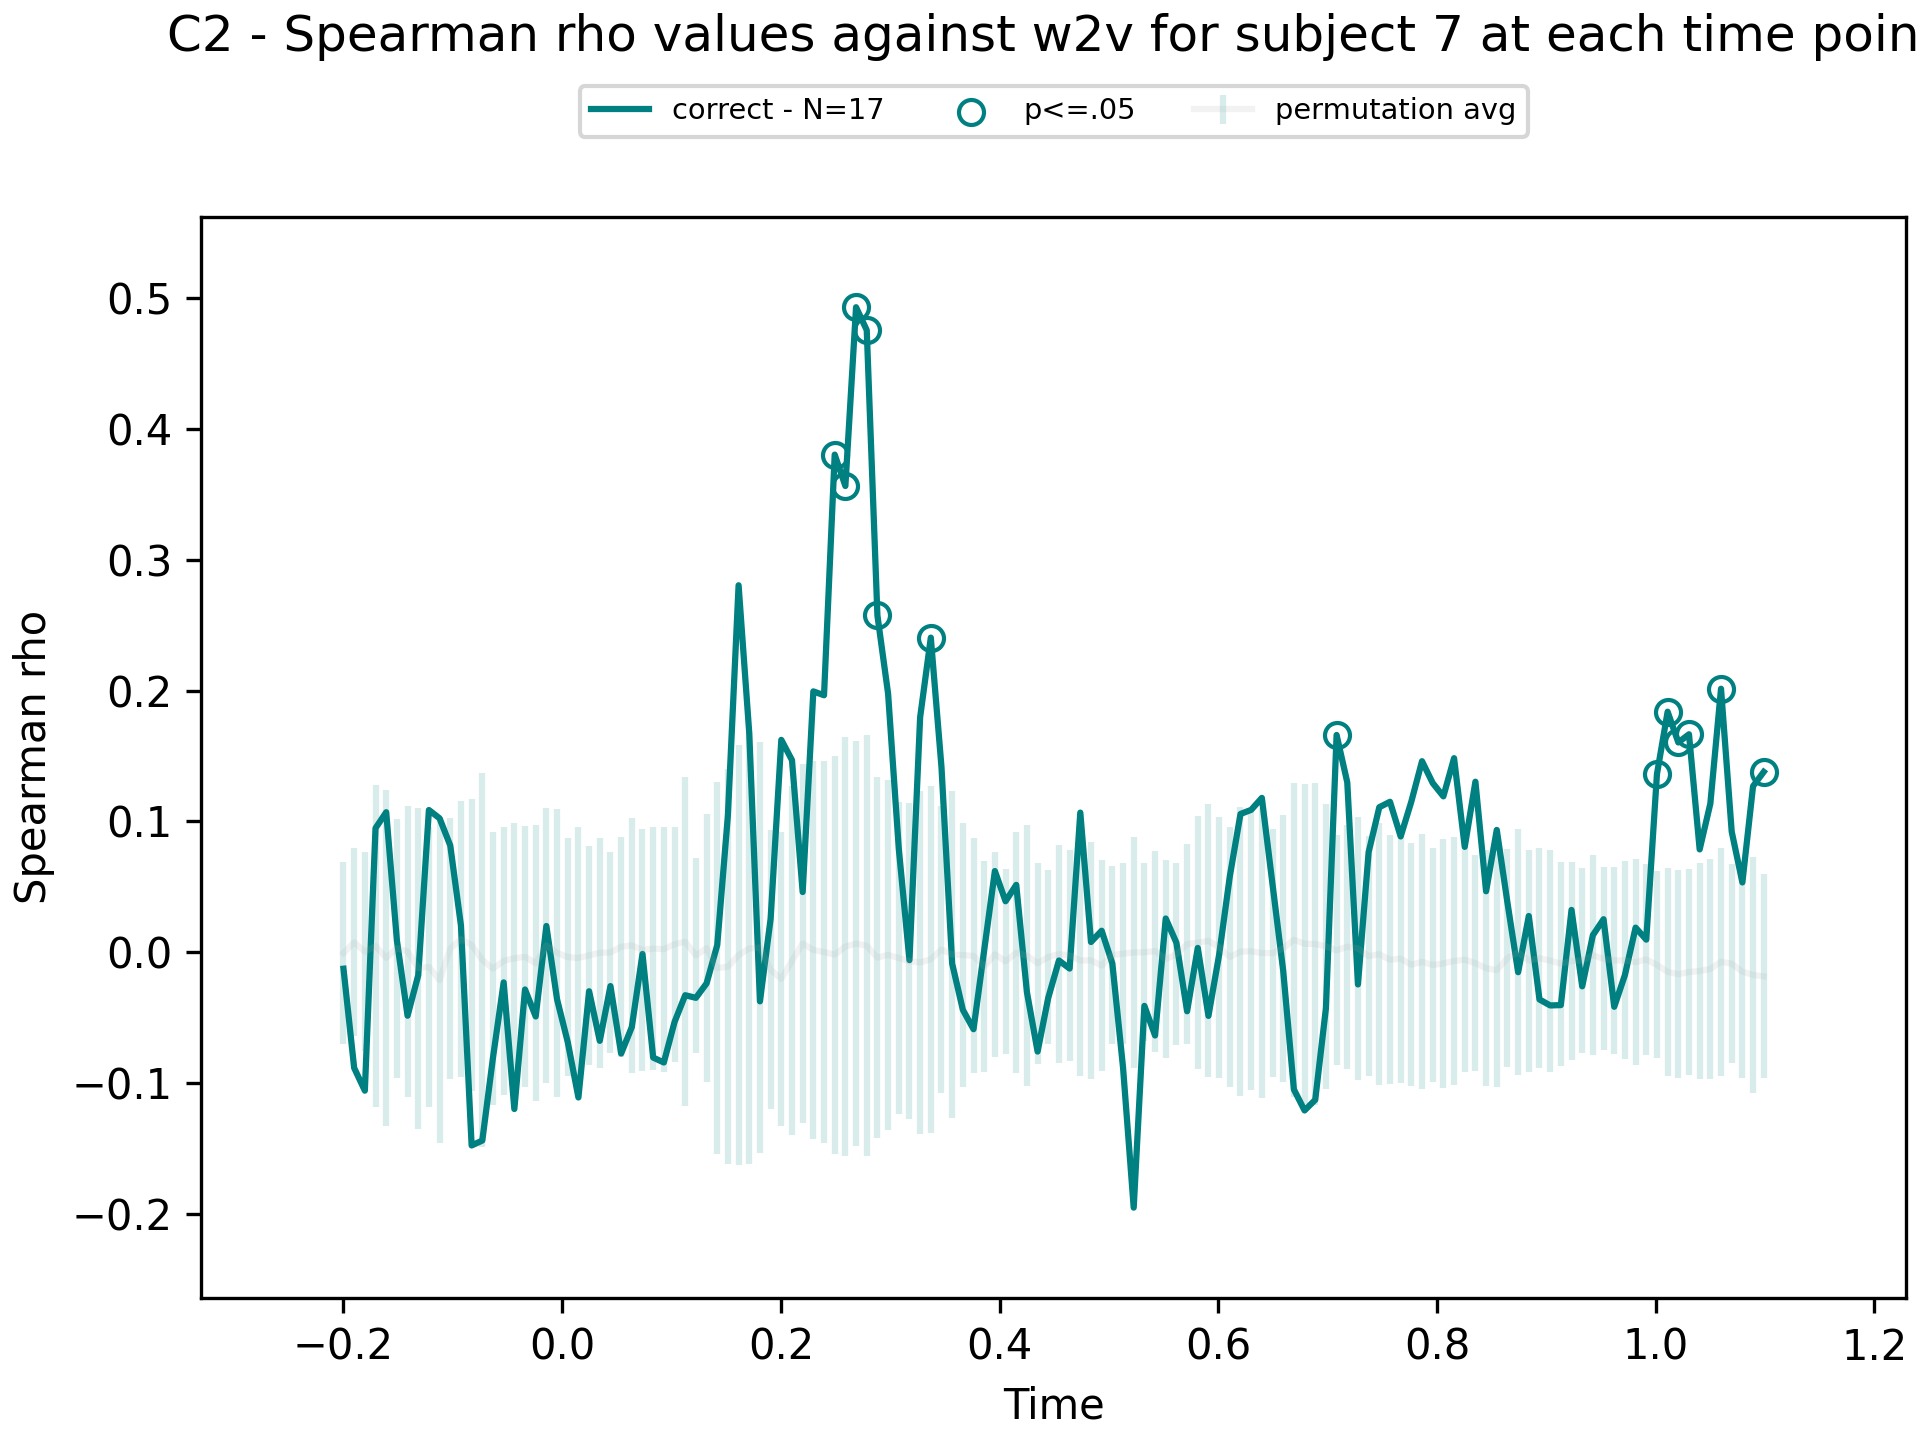 C2 - Spearman rho values against w2v for subject 7 at each time poin
correct - N=17 p<=.05 permutation avg
0.5
0.4
0.3
0.2
0.1
0.0
−0.1
−0.2
Spearman rho
−0.2 0.0 0.2 0.4 0.6 0.8 1.0 1.2
Time